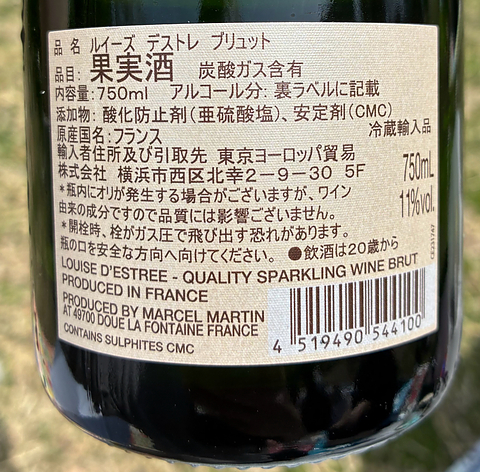 品 名 ルイーズ デストレ ブリュット
品目: 果実酒 炭酸ガス含有
内容量:750ml アルコール分: 裏ラベルに記載
添加物: 酸化防止剤(亜硫酸塩)、安定剤(CMC)
原産国名:フランス 冷蔵輸入品
輸入者住所及び引取先 東京ヨーロッパ貿易
株式会社 横浜市西区北幸2-9-30 5F
*瓶内にオリが発生する場合がございますが、ワイン
由来の成分ですので品質には影響ございません。
*開栓時、栓がガス圧で飛び出す恐れがあります。
瓶の口を安全な方向へ向けてください。 ●飲酒は20歳から
750mL
11%vol.
LOUISE D'ESTREE - QUALITY SPARKLING WINE BRUT
PRODUCED IN FRANCE
PRODUCED BY MARCEL MARTIN
AT 49700 DOUE LA FONTAINE FRANCE
CONTAINS SULPHITES CMC
4 519490 544100